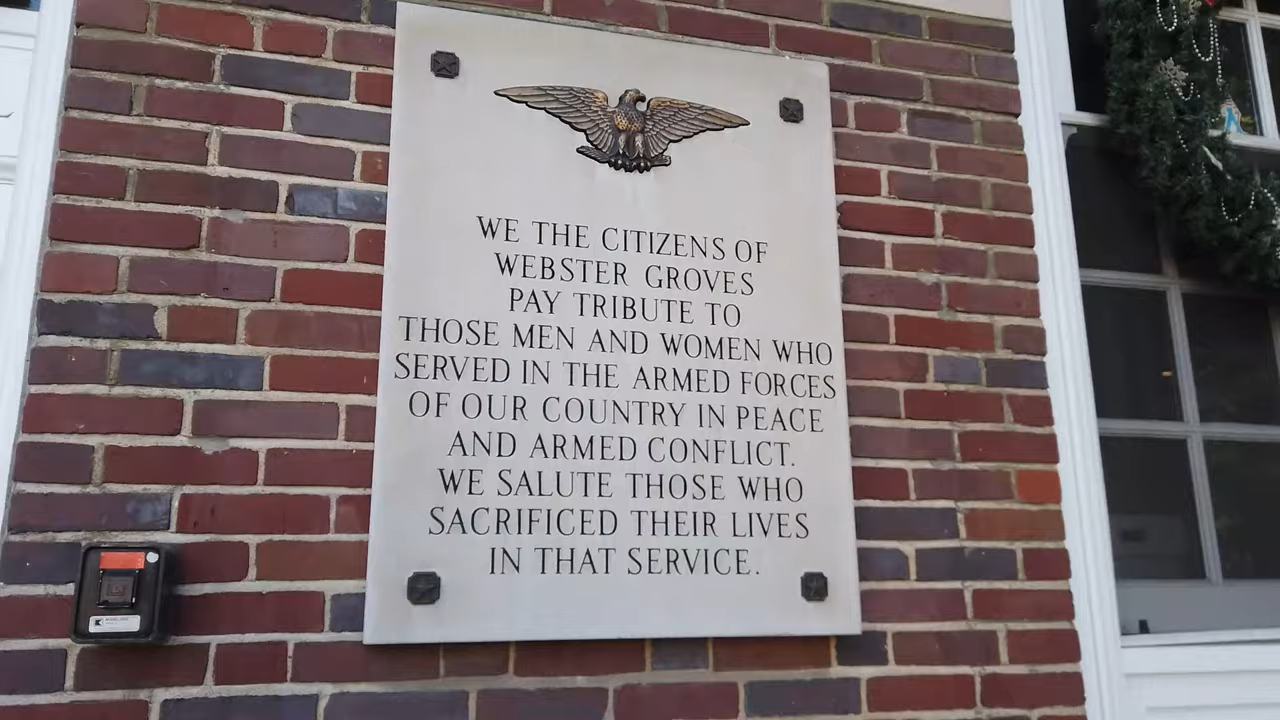 WE THE CITIZENS OF
WEBSTER GROVES
PAY TRIBUTE TO
THOSE MEN AND WOMEN WHO
SERVED IN THE ARMED FORCES
OF OUR COUNTRY IN PEACE
AND ARMED CONFLICT.
WE SALUTE THOSE WHO
SACRIFICED THEIR LIVES
IN THAT SERVICE.